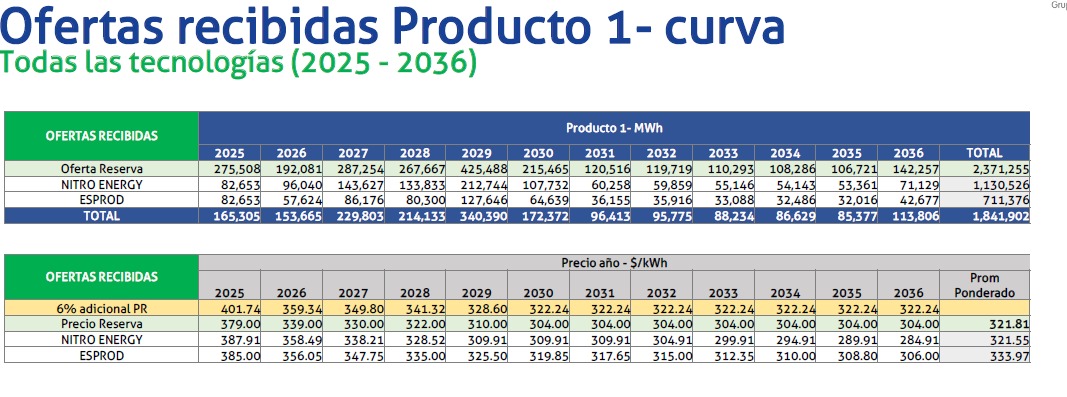 Grup
Ofertas recibidas Producto 1- curva
Todas las tecnologías (2025 - 2036)
OFERTAS RECIBIDAS Producto 1- MWh
2025 2026 2027 2028 2029 2030 2031 2032 2033 2034 2035 2036 TOTAL
Oferta Reserva 275,508 192,081 287,254 267,667 425,488 215,465 120,516 119,719 110,293 108,286 106,721 142,257 2,371,255
NITRO ENERGY 82,653 96,040 143,627 133,833 212,744 107,732 60,258 59,859 55,146 54,143 53,361 71,129 1,130,526
ESPROD 82,653 57,624 86,176 80,300 127,646 64,639 36,155 35,916 33,088 32,486 32,016 42,677 711,376
TOTAL 165,305 153,665 229,803 214,133 340,390 172,372 96,413 95,775 88,234 86,629 85,377 113,806 1,841,902
OFERTAS RECIBIDAS Precio año - $/kWh
2025 2026 2027 2028 2029 2030 2031 2032 2033 2034 2035 2036 Prom Ponderado
6% adicional PR 401.74 359.34 349.80 341.32 328.60 322.24 322.24 322.24 322.24 322.24 322.24 322.24
Precio Reserva 379.00 339.00 330.00 322.00 310.00 304.00 304.00 304.00 304.00 304.00 304.00 304.00 321.81
NITRO ENERGY 387.91 358.49 338.21 328.52 309.91 309.91 309.91 304.91 299.91 294.91 289.91 284.91 321.55
ESPROD 385.00 356.05 347.75 335.00 325.50 319.85 317.65 315.00 312.35 310.00 308.80 306.00 333.97